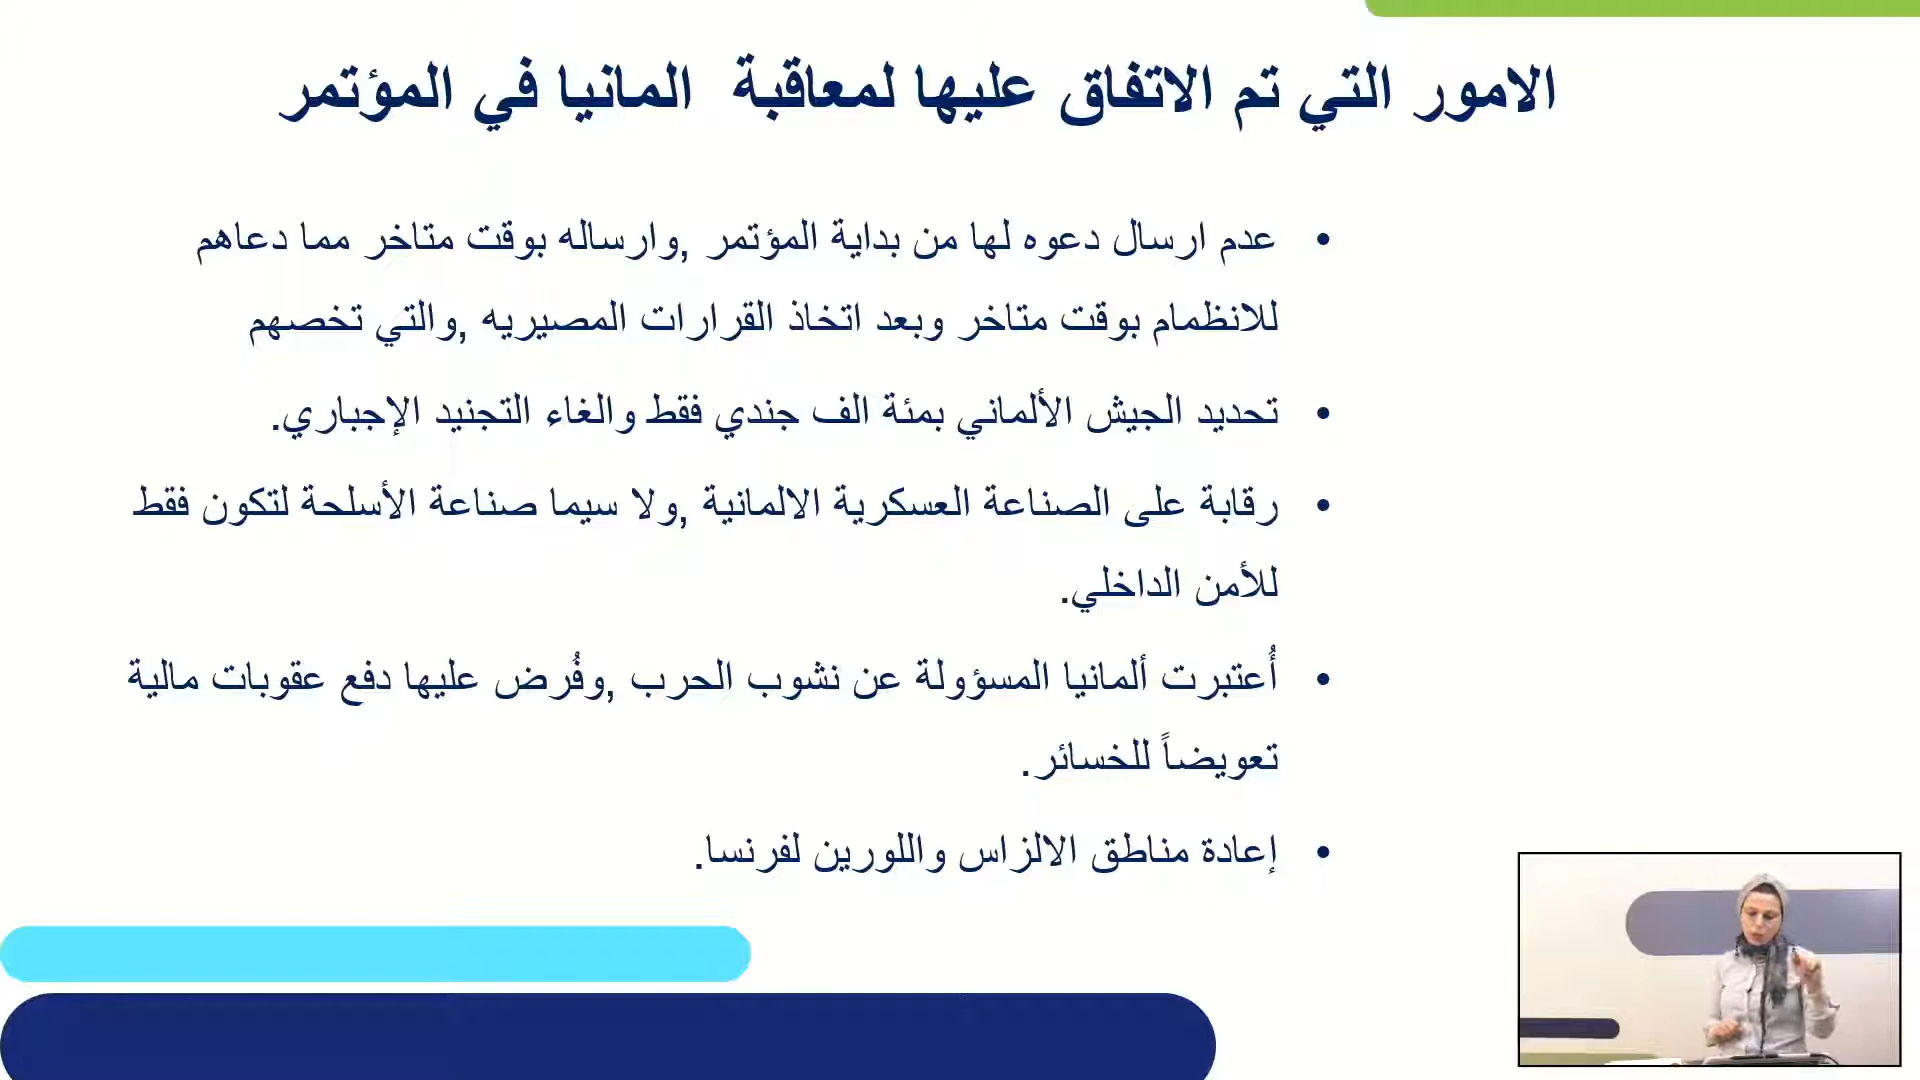 الامور التي تم الاتفاق عليها لمعاقبة المانيا في المؤتمر
• عدم ارسال دعوه لها من بداية المؤتمر ,وارساله بوقت متاخر مما دعاهم
للانظمام بوقت متاخر وبعد اتخاذ القرارات المصيريه ,والتي تخصهم
• تحديد الجيش الألماني بمئة الف جندي فقط والغاء التجنيد الإجباري.
• رقابة على الصناعة العسكرية الالمانية ,ولا سيما صناعة الأسلحة لتكون فقط
للأمن الداخلي.
• أُعتبرت ألمانيا المسؤولة عن نشوب الحرب ,وفُرض عليها دفع عقوبات مالية
تعويضاً للخسائر.
• إعادة مناطق الالزاس واللورين لفرنسا.